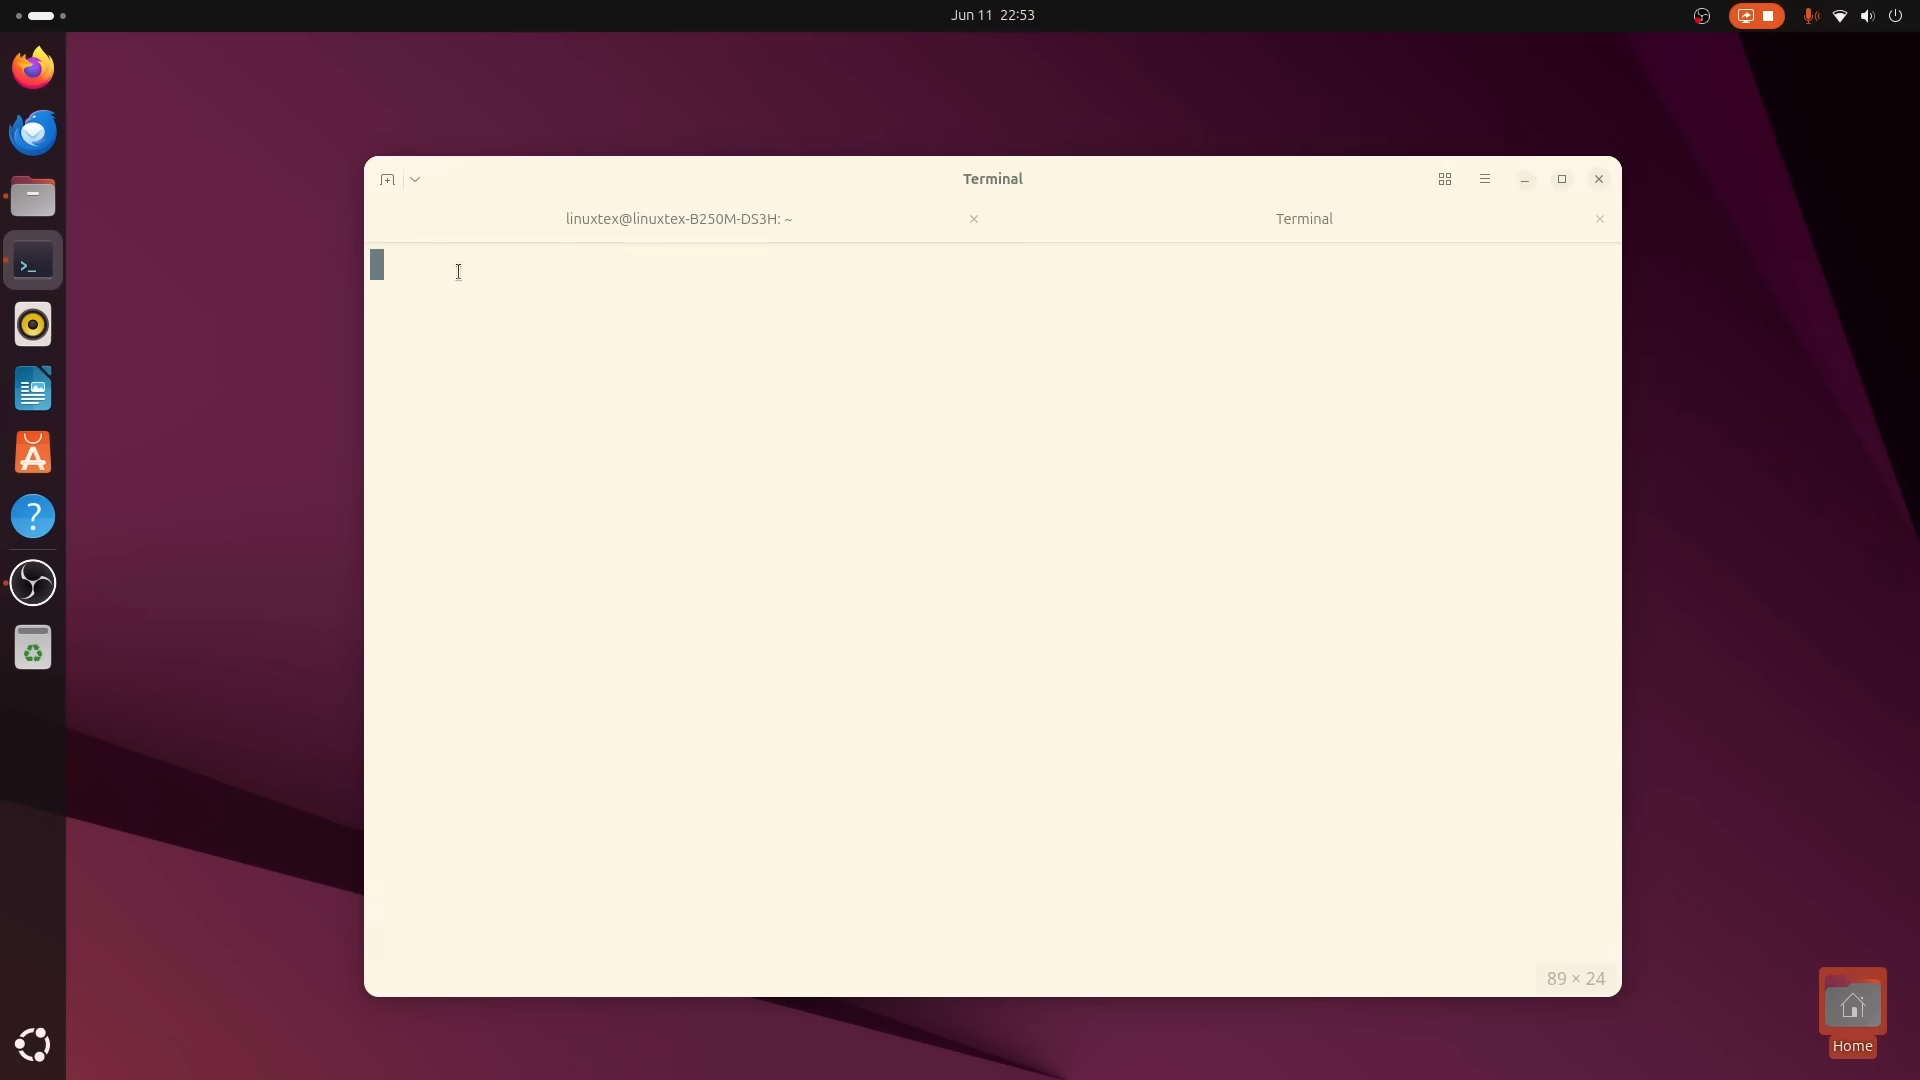 Jun 11 22:53
Terminal
linuxtex@linuxtex-B250M-DS3H: ~
Terminal
89 × 24
Home